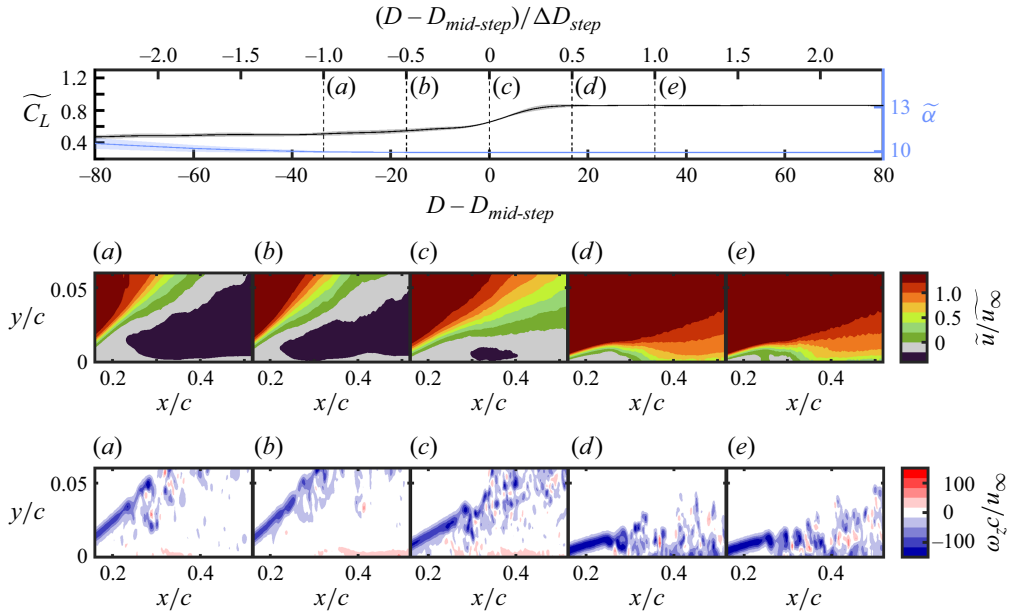 (D – D_mid-step)/ΔD_step
–2.0 –1.5 –1.0 –0.5 0 0.5 1.0 1.5 2.0
1.2 0.8 0.4
C̃_L
(a) (b) (c) (d) (e)
13 10
α̃
–80 –60 –40 –20 0 20 40 60 80
D – D_mid-step
(a) (b) (c) (d) (e)
y/c
0.05 0
1.0 0.5 0
ũ/ũ_∞
0.2 0.4 0.2 0.4 0.2 0.4 0.2 0.4 0.2 0.4
x/c x/c x/c x/c x/c
(a) (b) (c) (d) (e)
y/c
0.05 0
100 0 –100
ω_z c/u_∞
0.2 0.4 0.2 0.4 0.2 0.4 0.2 0.4 0.2 0.4
x/c x/c x/c x/c x/c